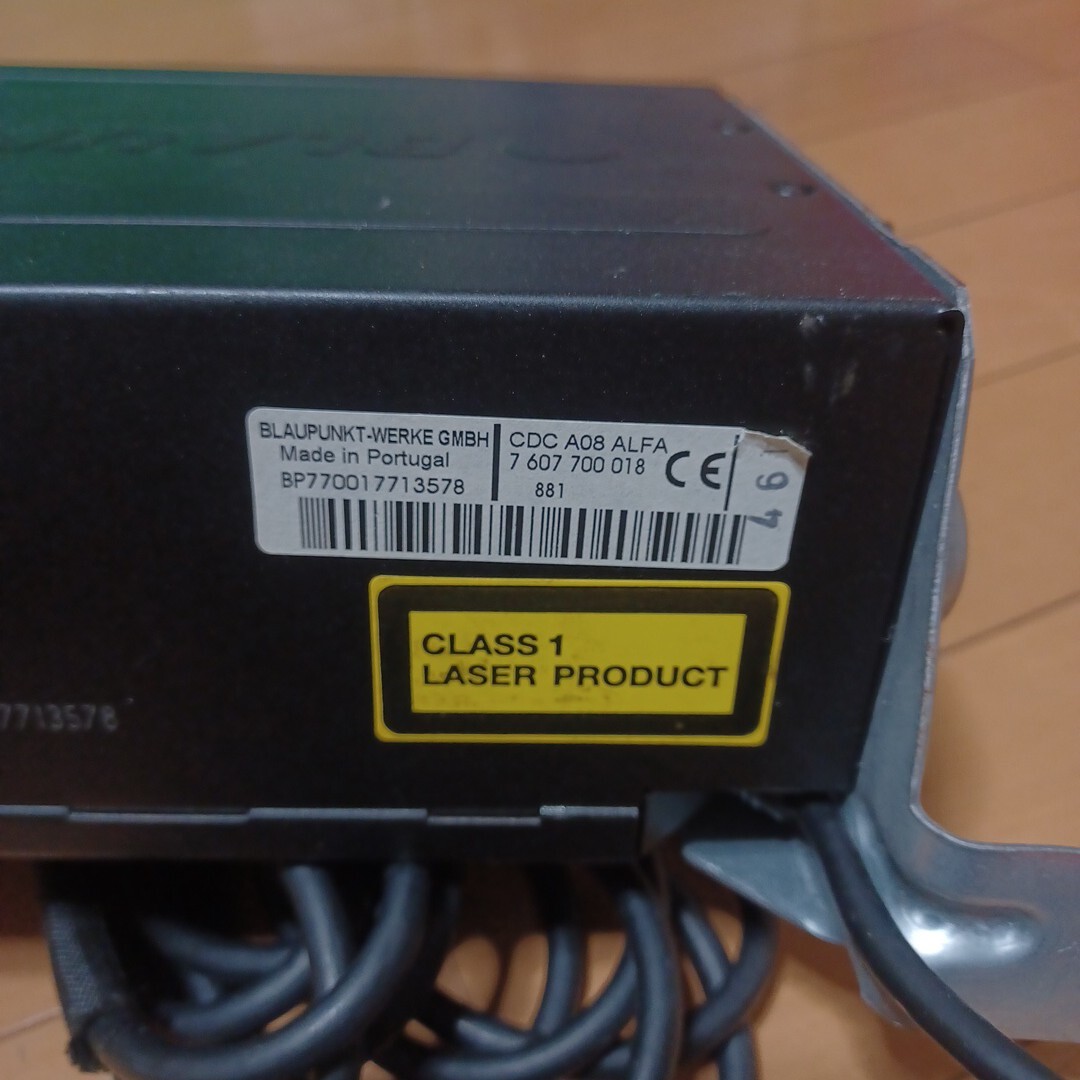 BLAUPUNKT-WERKE GMBH
Made in Portugal
BP770017713578
CDC A08 ALFA
7 607 700 018
881
CE
CLASS 1
LASER PRODUCT
7713578